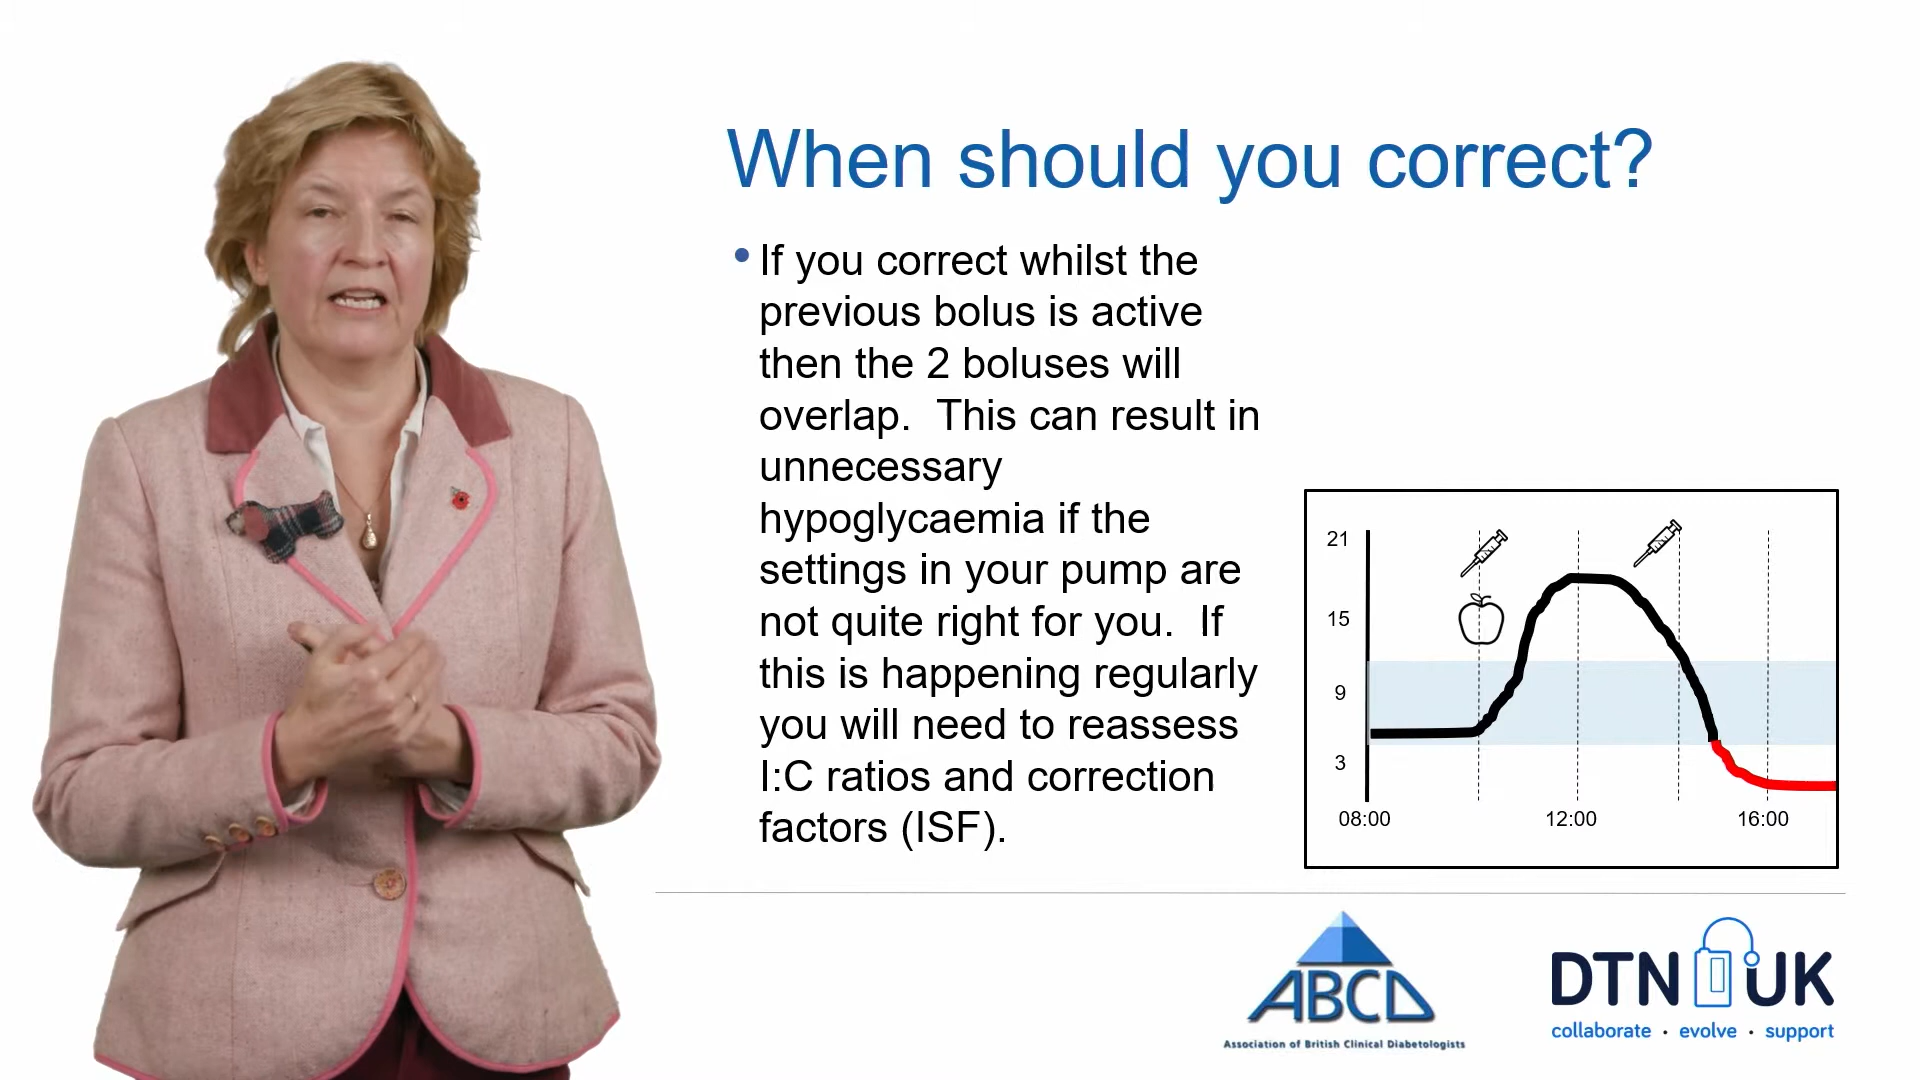 When should you correct?
• If you correct whilst the
previous bolus is active
then the 2 boluses will
overlap.  This can result in
unnecessary
hypoglycaemia if the
settings in your pump are
not quite right for you.  If
this is happening regularly
you will need to reassess
I:C ratios and correction
factors (ISF).
21
15
9
3
08:00 12:00 16:00
ABCD
Association of British Clinical Diabetologists
DTN UK
collaborate • evolve • support